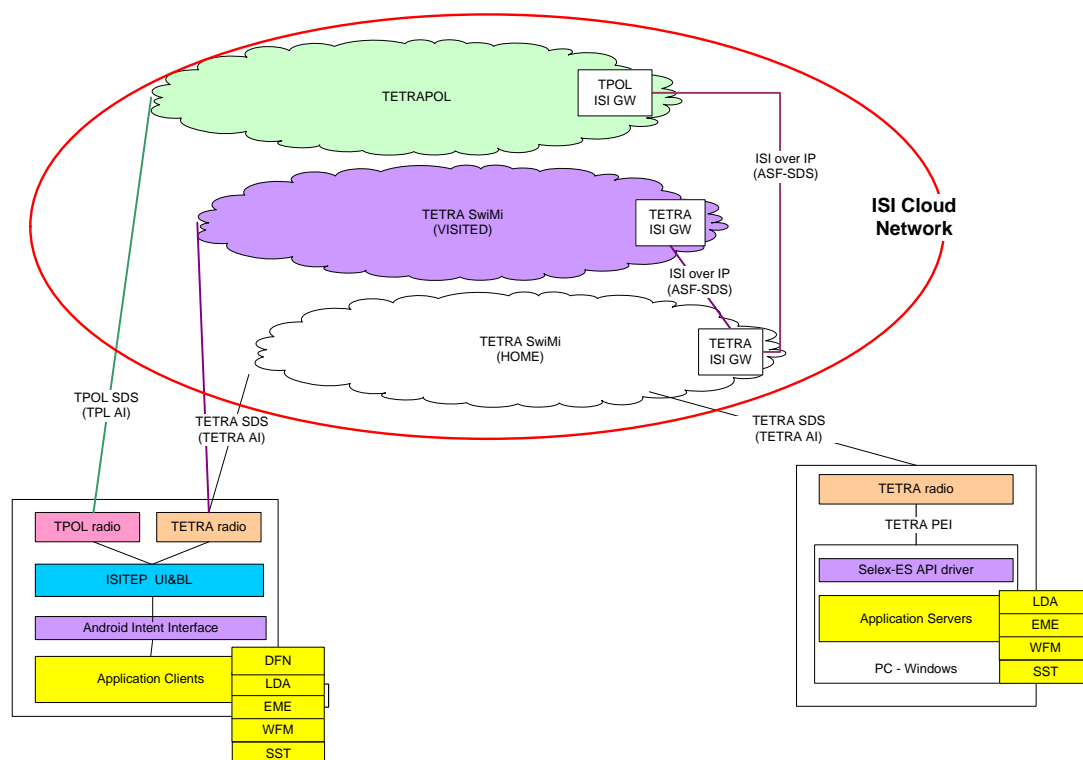 TETRAPOL
TPOL
ISI GW
ISI over IP
(ASF-SDS)
ISI Cloud
Network
TETRA SwiMi
(VISITED)
TETRA
ISI GW
ISI over IP
(ASF-SDS)
TETRA SwiMi
(HOME)
TETRA
ISI GW
TPOL SDS
(TPL AI)
TETRA SDS
(TETRA AI)
TETRA SDS
(TETRA AI)
TPOL radio
TETRA radio
ISITEP UI&BL
Android Intent Interface
Application Clients
DFN
LDA
EME
WFM
SST
TETRA radio
TETRA PEI
Selex-ES API driver
Application Servers
PC - Windows
LDA
EME
WFM
SST